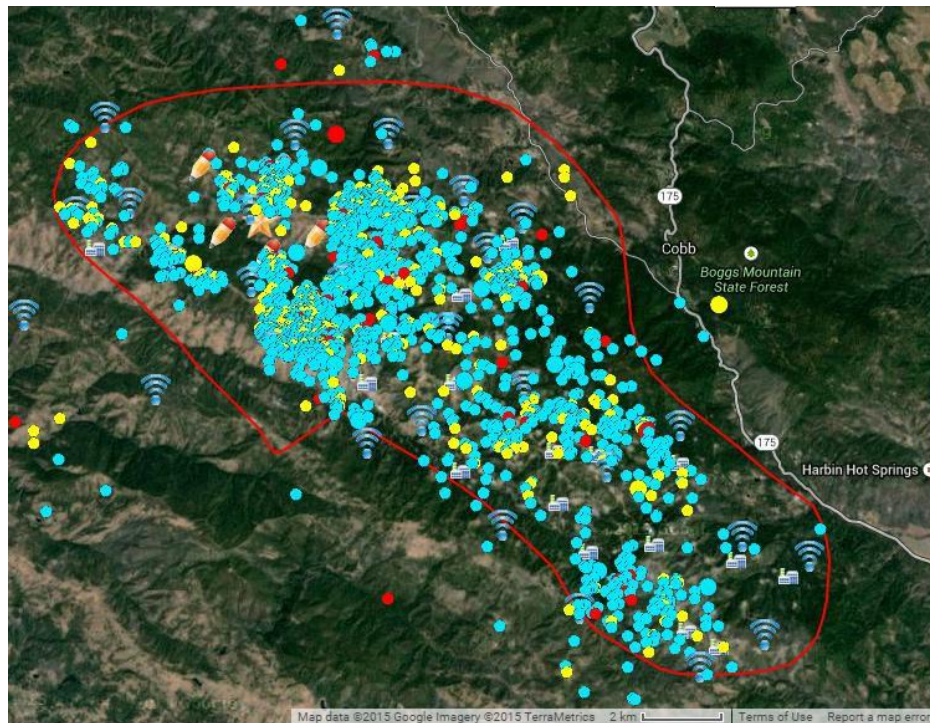 175
Cobb
Boggs Mountain
State Forest
175
Harbin Hot Springs
Map data ©2015 Google Imagery ©2015 TerraMetrics
2 km
Terms of Use
Report a map error